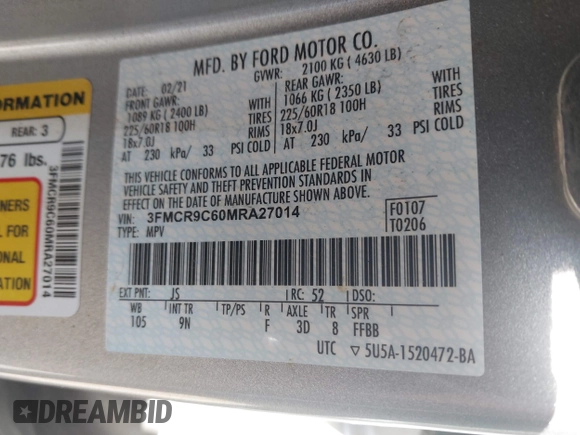 MFD. BY FORD MOTOR CO.
DATE: 02/21
GVWR: 2100 KG ( 4630 LB)
FRONT GAWR: REAR GAWR:
1089 KG ( 2400 LB) WITH 1066 KG ( 2350 LB) WITH
225/60R18 100H TIRES 225/60R18 100H TIRES
18x7.0J RIMS 18x7.0J RIMS
AT 230 kPa/ 33 PSI COLD AT 230 kPa/ 33 PSI COLD
THIS VEHICLE CONFORMS TO ALL APPLICABLE FEDERAL MOTOR
VEHICLE SAFETY AND THEFT PREVENTION STANDARDS IN
EFFECT ON THE DATE OF MANUFACTURE SHOWN ABOVE.
VIN: 3FMCR9C60MRA27014
TYPE: MPV
F0107
T0206
EXT PNT: JS RC: 52 DSO:
WB INT TR TP/PS R AXLE TR SPR
105 9N F 3D 8 FFBB
UTC ▽ 5U5A-1520472-BA
ORMATION
REAR: 3
76 lbs.
3FMCR9C60MRA27014
NERS
L FOR
ONAL
ATION
DREAMBID